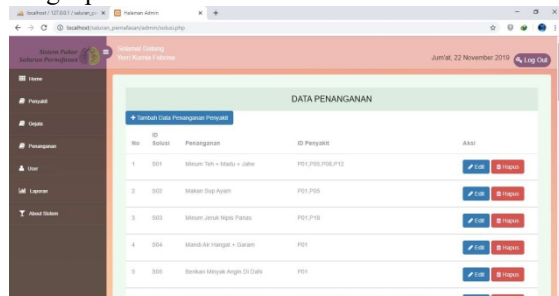 localhost / 127.0.0.1 / saluran_pe
Halaman Admin
localhost/saluran_pernafasan/admin/solusi.php
Sistem Pakar
Saluran Pernafasan
Selamat Datang
Yeni Kurnia Febrina
Jum'at, 22 November 2019
Log Out
Home
Penyakit
Gejala
Penanganan
User
Laporan
About Sistem
DATA PENANGANAN
+ Tambah Data Penanganan Penyakit
No ID Solusi Penanganan ID Penyakit Aksi
1 S01 Minum Teh + Madu + Jahe P01,P05,P08,P12 Edit Hapus
2 S02 Makan Sup Ayam P01,P05 Edit Hapus
3 S03 Minum Jeruk Nipis Panas P01,P18 Edit Hapus
4 S04 Mandi Air Hangat + Garam P01 Edit Hapus
5 S05 Berikan Minyak Angin Di Dahi P01 Edit Hapus